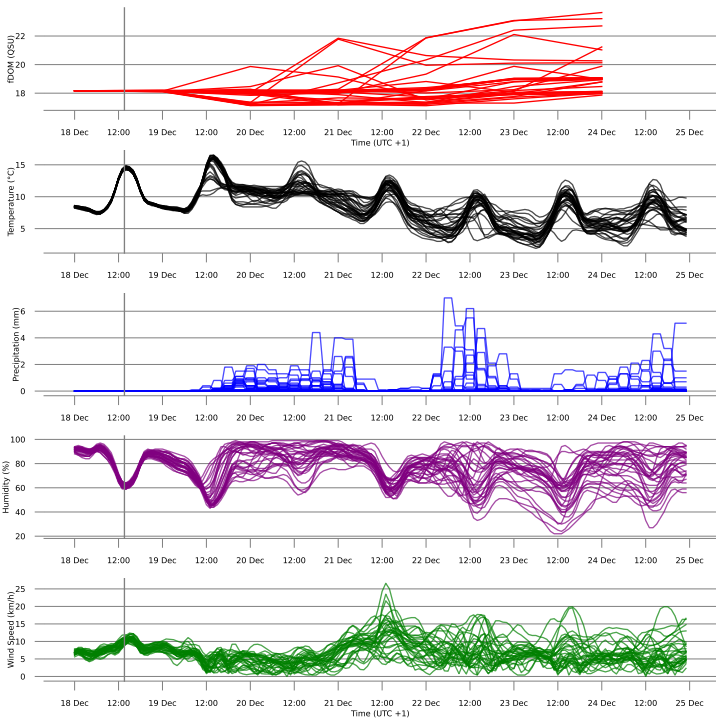 fDOM (QSU)
22
20
18
18 Dec 12:00 19 Dec 12:00 20 Dec 12:00 21 Dec 12:00 22 Dec 12:00 23 Dec 12:00 24 Dec 12:00 25 Dec
Time (UTC +1)
Temperature (°C)
15
10
5
18 Dec 12:00 19 Dec 12:00 20 Dec 12:00 21 Dec 12:00 22 Dec 12:00 23 Dec 12:00 24 Dec 12:00 25 Dec
Precipitation (mm)
6
4
2
0
18 Dec 12:00 19 Dec 12:00 20 Dec 12:00 21 Dec 12:00 22 Dec 12:00 23 Dec 12:00 24 Dec 12:00 25 Dec
Humidity (%)
100
80
60
40
20
18 Dec 12:00 19 Dec 12:00 20 Dec 12:00 21 Dec 12:00 22 Dec 12:00 23 Dec 12:00 24 Dec 12:00 25 Dec
Wind Speed (km/h)
25
20
15
10
5
0
18 Dec 12:00 19 Dec 12:00 20 Dec 12:00 21 Dec 12:00 22 Dec 12:00 23 Dec 12:00 24 Dec 12:00 25 Dec
Time (UTC +1)